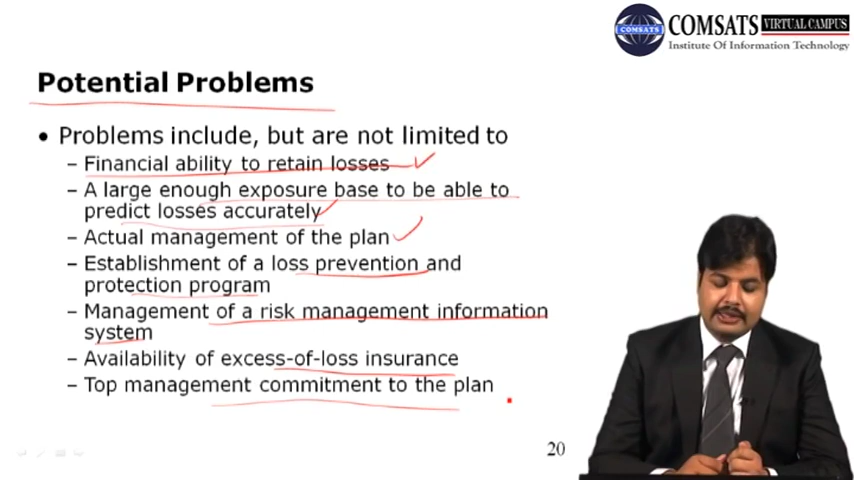 COMSATS
COMSATS VIRTUAL CAMPUS
Institute Of Information Technology
Potential Problems
• Problems include, but are not limited to
– Financial ability to retain losses
– A large enough exposure base to be able to
predict losses accurately
– Actual management of the plan
– Establishment of a loss prevention and
protection program
– Management of a risk management information
system
– Availability of excess-of-loss insurance
– Top management commitment to the plan
20